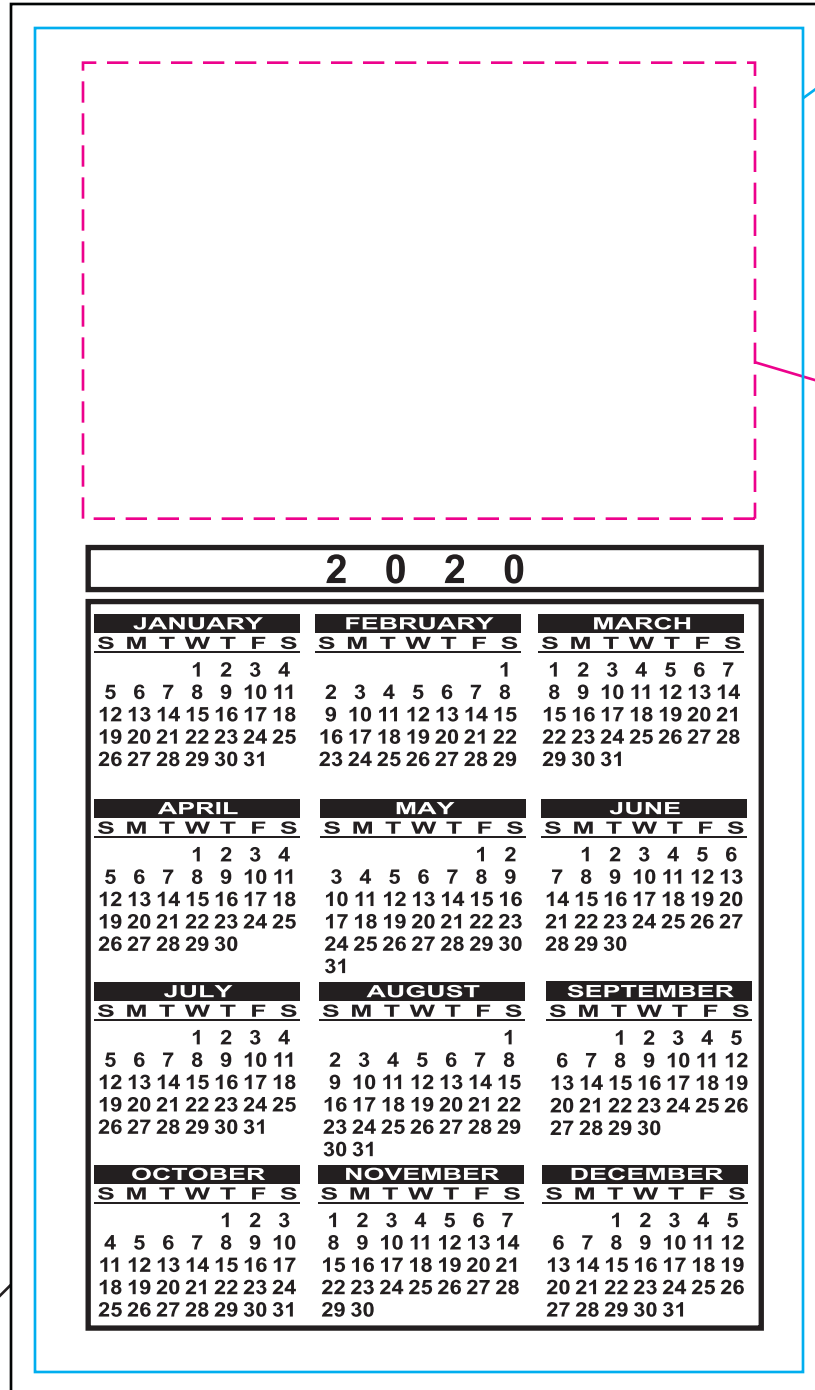 2 0 2 0
JANUARY
S M T W T F S
1 2 3 4
5 6 7 8 9 10 11
12 13 14 15 16 17 18
19 20 21 22 23 24 25
26 27 28 29 30 31
FEBRUARY
S M T W T F S
1
2 3 4 5 6 7 8
9 10 11 12 13 14 15
16 17 18 19 20 21 22
23 24 25 26 27 28 29
MARCH
S M T W T F S
1 2 3 4 5 6 7
8 9 10 11 12 13 14
15 16 17 18 19 20 21
22 23 24 25 26 27 28
29 30 31
APRIL
S M T W T F S
1 2 3 4
5 6 7 8 9 10 11
12 13 14 15 16 17 18
19 20 21 22 23 24 25
26 27 28 29 30
MAY
S M T W T F S
1 2
3 4 5 6 7 8 9
10 11 12 13 14 15 16
17 18 19 20 21 22 23
24 25 26 27 28 29 30
31
JUNE
S M T W T F S
1 2 3 4 5 6
7 8 9 10 11 12 13
14 15 16 17 18 19 20
21 22 23 24 25 26 27
28 29 30
JULY
S M T W T F S
1 2 3 4
5 6 7 8 9 10 11
12 13 14 15 16 17 18
19 20 21 22 23 24 25
26 27 28 29 30 31
AUGUST
S M T W T F S
1
2 3 4 5 6 7 8
9 10 11 12 13 14 15
16 17 18 19 20 21 22
23 24 25 26 27 28 29
30 31
SEPTEMBER
S M T W T F S
1 2 3 4 5
6 7 8 9 10 11 12
13 14 15 16 17 18 19
20 21 22 23 24 25 26
27 28 29 30
OCTOBER
S M T W T F S
1 2 3
4 5 6 7 8 9 10
11 12 13 14 15 16 17
18 19 20 21 22 23 24
25 26 27 28 29 30 31
NOVEMBER
S M T W T F S
1 2 3 4 5 6 7
8 9 10 11 12 13 14
15 16 17 18 19 20 21
22 23 24 25 26 27 28
29 30
DECEMBER
S M T W T F S
1 2 3 4 5
6 7 8 9 10 11 12
13 14 15 16 17 18 19
20 21 22 23 24 25 26
27 28 29 30 31